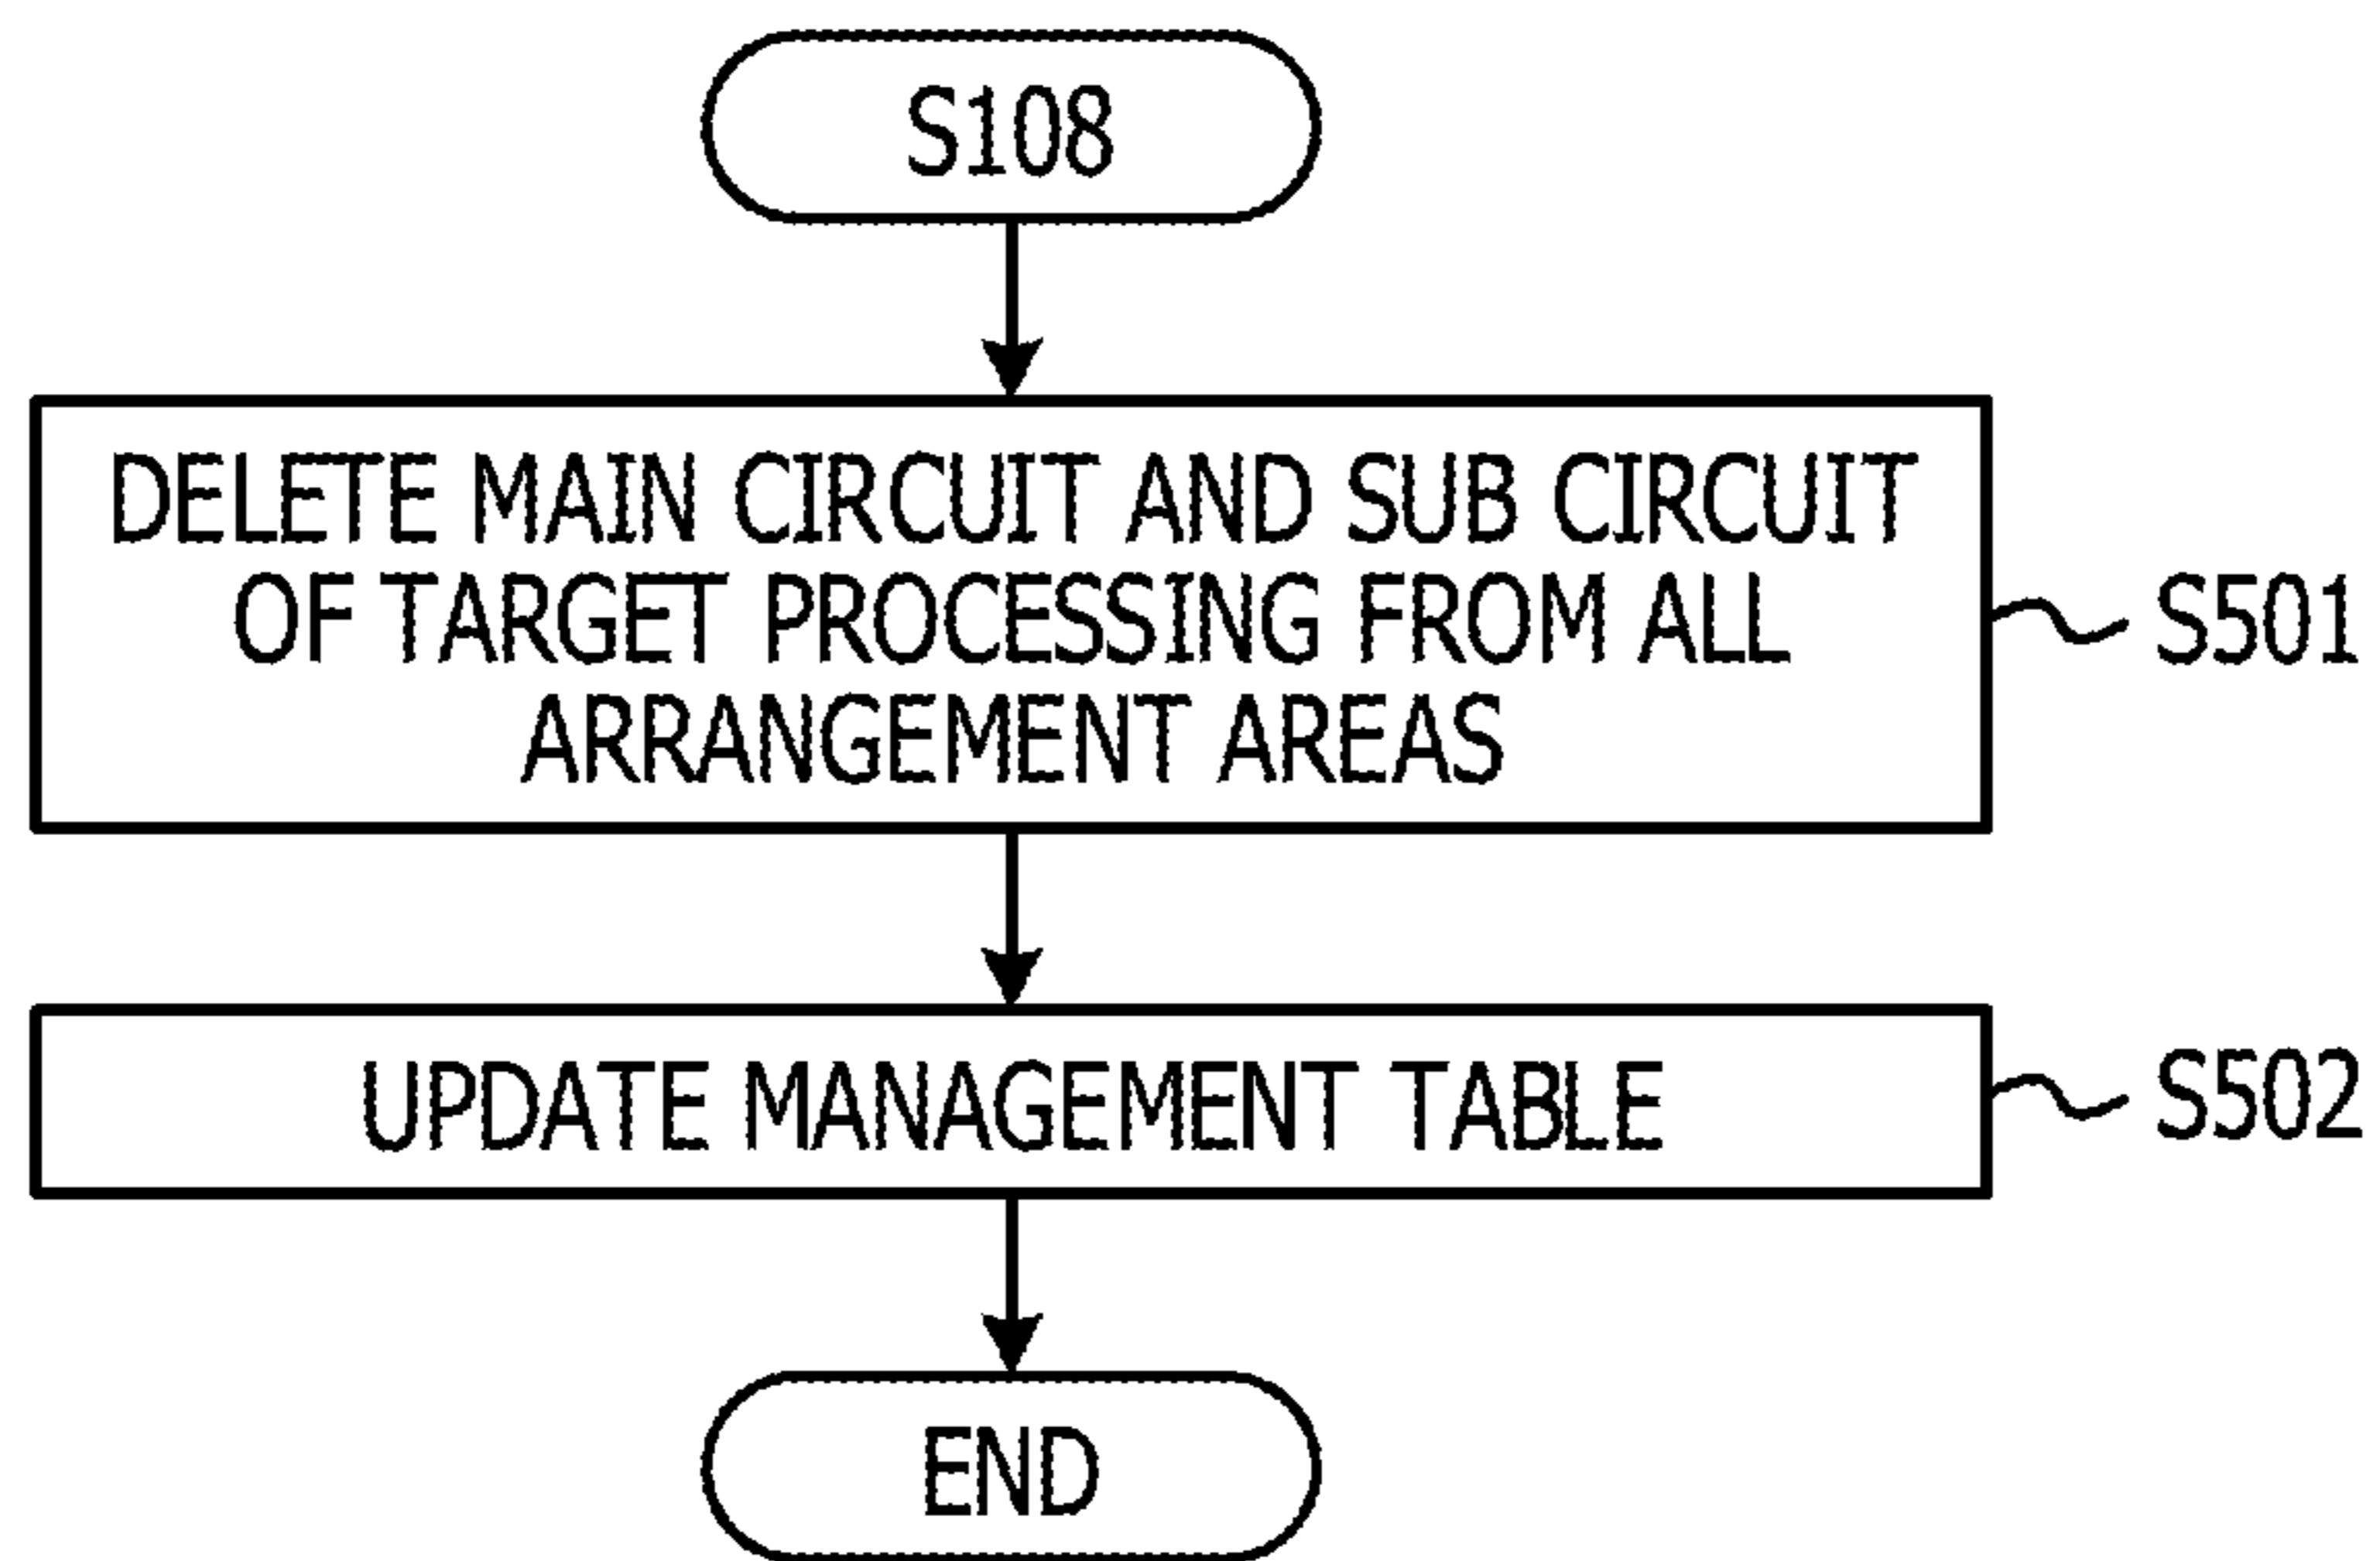 S108
DELETE MAIN CIRCUIT AND SUB CIRCUIT
OF TARGET PROCESSING FROM ALL
ARRANGEMENT AREAS
S501
UPDATE MANAGEMENT TABLE
S502
END